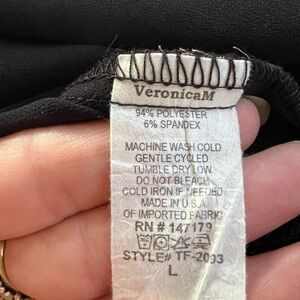 VeronicaM
94% POLYESTER
6% SPANDEX
MACHINE WASH COLD
GENTLE CYCLED
TUMBLE DRY LOW
DO NOT BLEACH
COLD IRON IF NEEDED
MADE IN U.S.A.
OF IMPORTED FABRIC
RN # 147179
STYLE# TF-2093
L